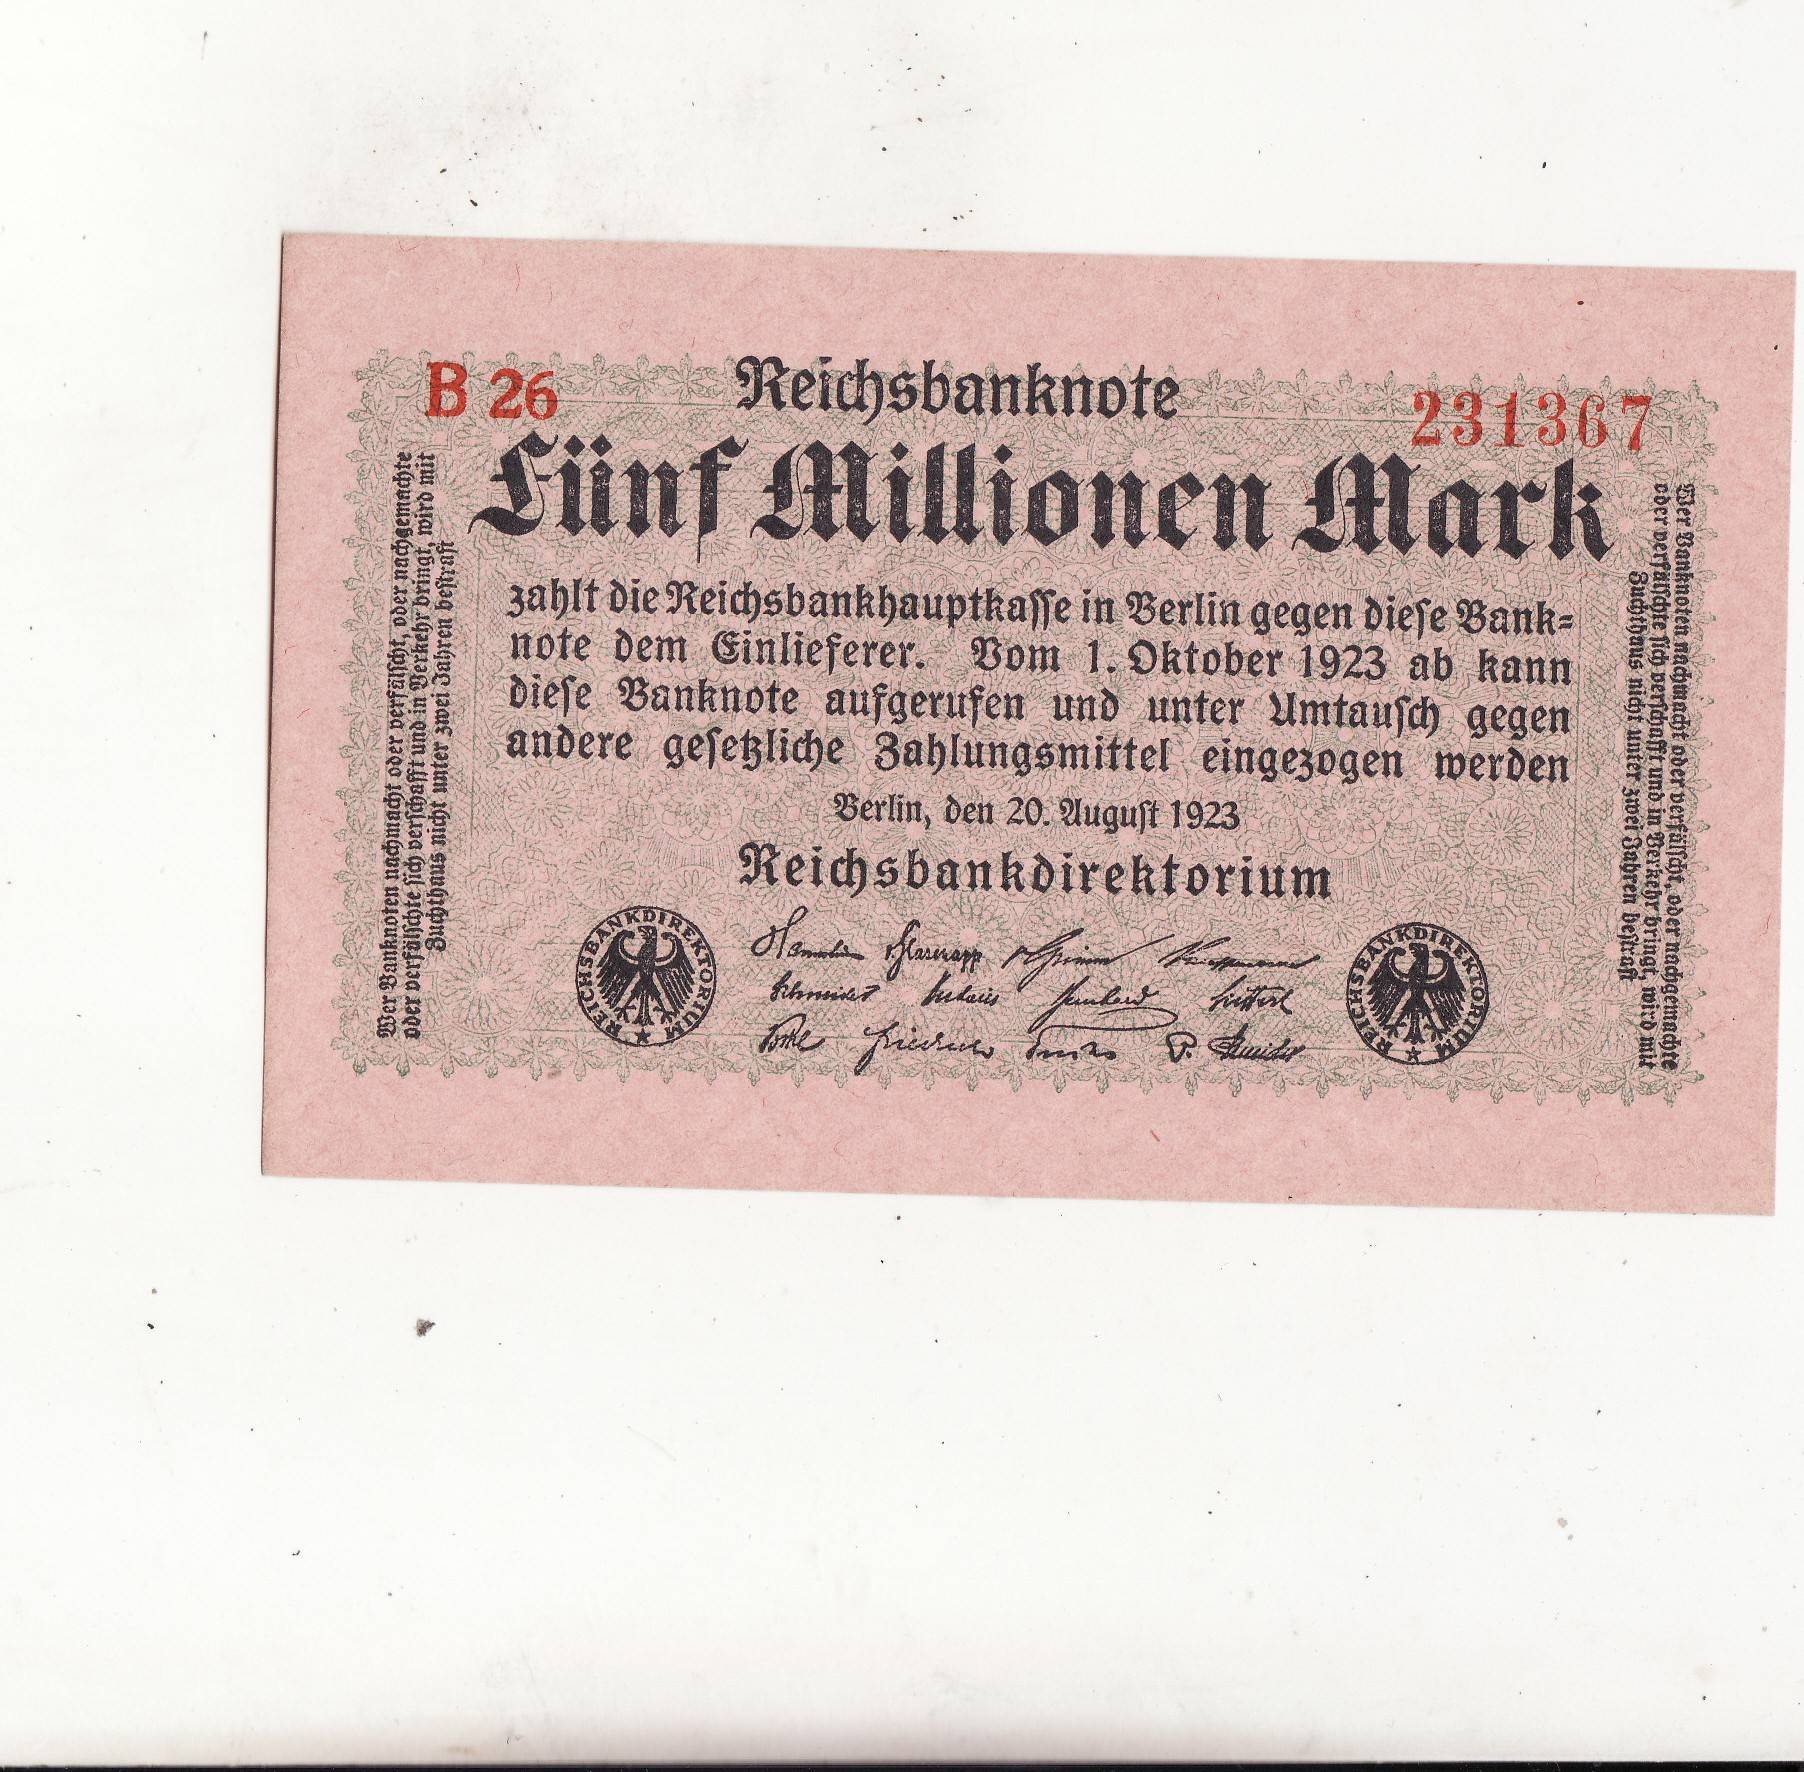 B 26
Reichsbanknote
231367
Fünf Millionen Mark
zahlt die Reichsbankhauptkasse in Berlin gegen diese Bank=
note dem Einlieferer. Vom 1. Oktober 1923 ab kann
diese Banknote aufgerufen und unter Umtausch gegen
andere gesetzliche Zahlungsmittel eingezogen werden
Berlin, den 20. August 1923
Reichsbankdirektorium
v. Glasenapp v. Grimm
P. Schneider
REICHSBANKDIREKTORIUM
REICHSBANKDIREKTORIUM
Wer Banknoten nachmacht oder verfälscht, oder nachgemachte
oder verfälschte sich verschafft und in Verkehr bringt, wird mit
Zuchthaus nicht unter zwei Jahren bestraft
Wer Banknoten nachmacht oder verfälscht, oder nachgemachte
oder verfälschte sich verschafft und in Verkehr bringt, wird mit
Zuchthaus nicht unter zwei Jahren bestraft